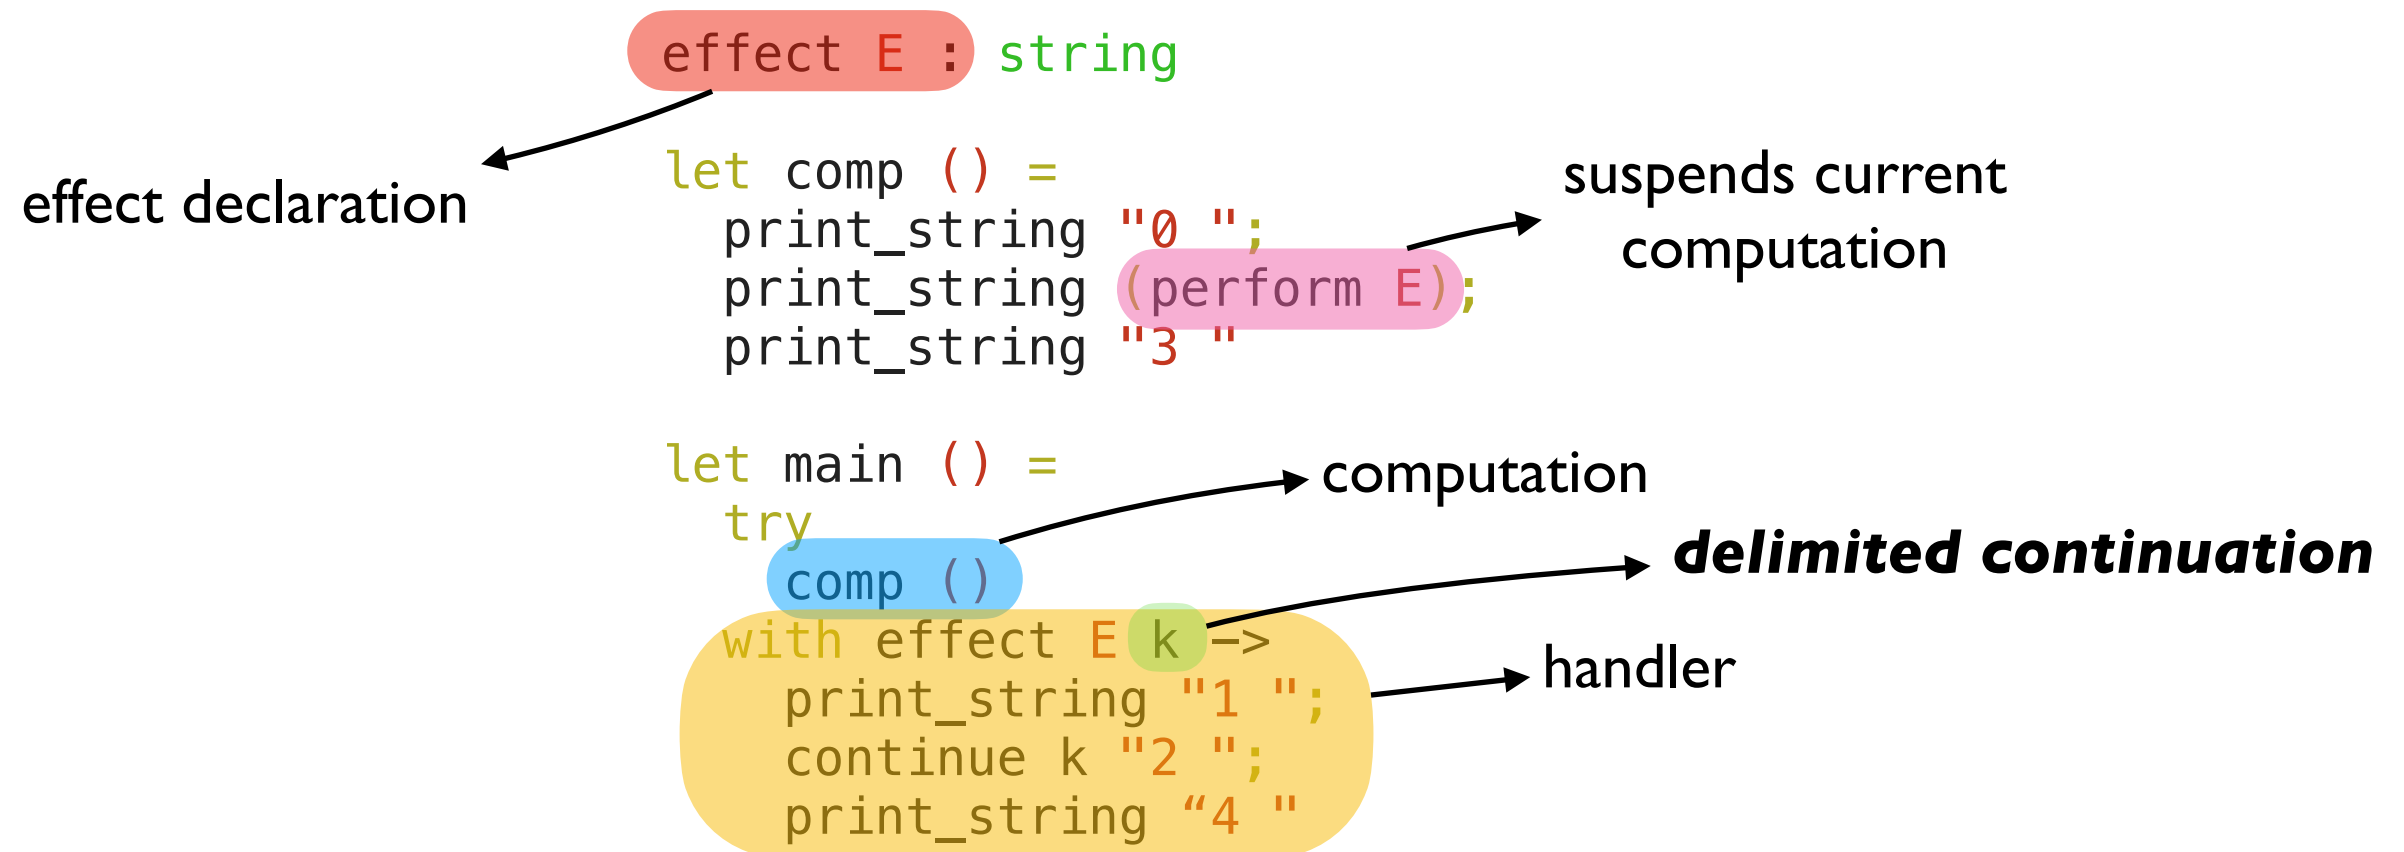 effect E : string
effect declaration
let comp () =
print_string "0 ";
print_string (perform E);
print_string "3 "
suspends current
computation
let main () =
try
comp ()
with effect E k ->
print_string "1 ";
continue k "2 ";
print_string “4 "
computation
delimited continuation
handler